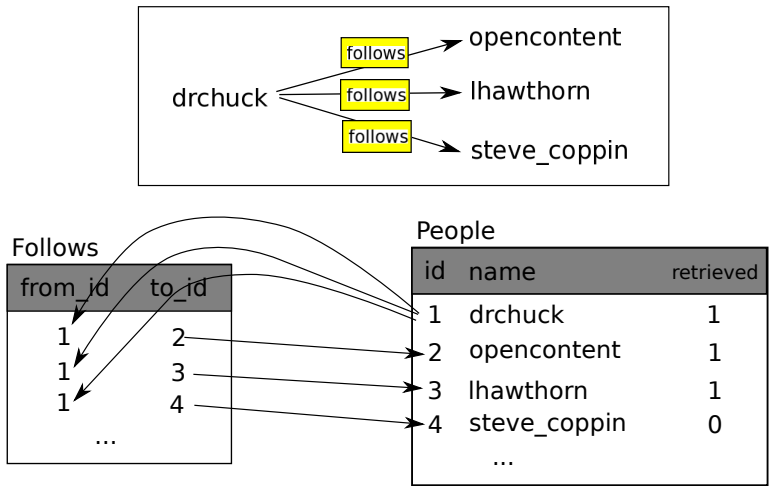 follows
opencontent
drchuck
follows
lhawthorn
follows
steve_coppin
Follows
from_id to_id
1 2
1 3
1 4
...
People
id name retrieved
1 drchuck 1
2 opencontent 1
3 lhawthorn 1
4 steve_coppin 0
...